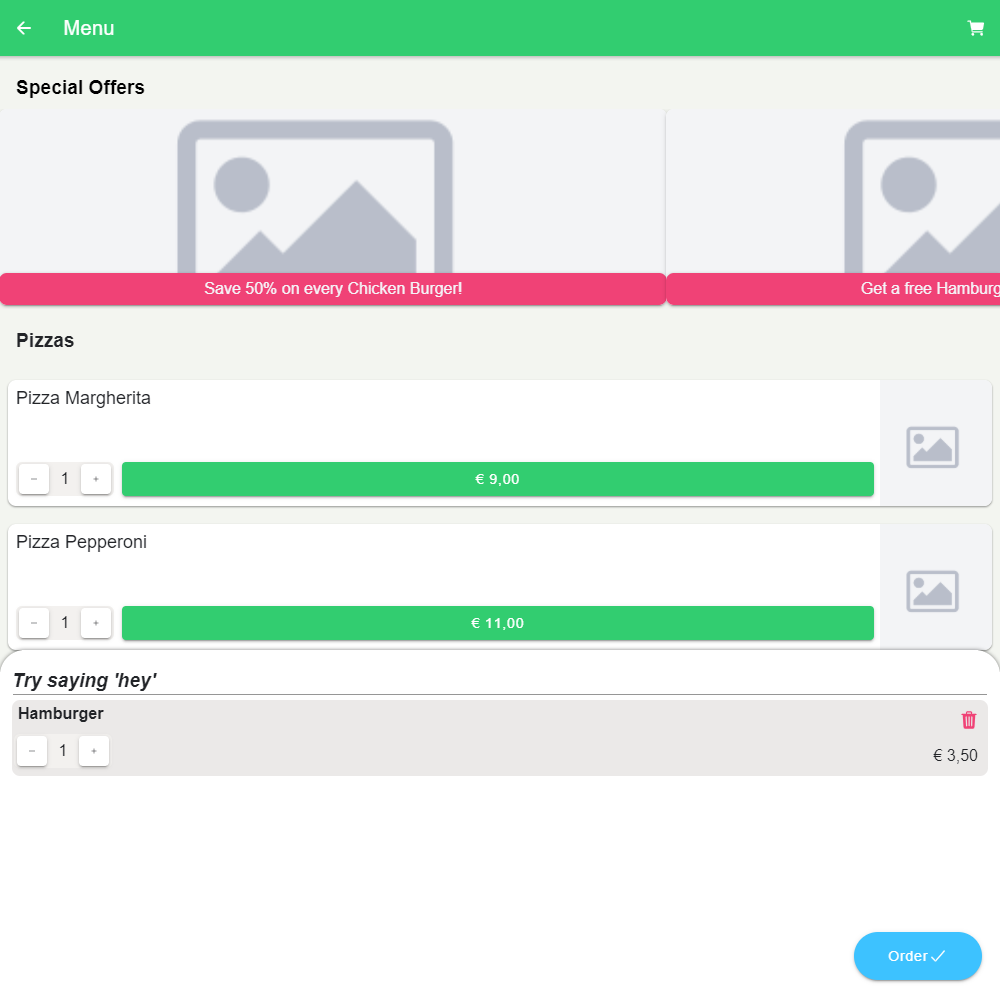 Menu
Special Offers
Save 50% on every Chicken Burger!
Get a free Hamburg
Pizzas
Pizza Margherita
− 1 + € 9,00
Pizza Pepperoni
− 1 + € 11,00
Try saying 'hey'
Hamburger
− 1 + € 3,50
Order